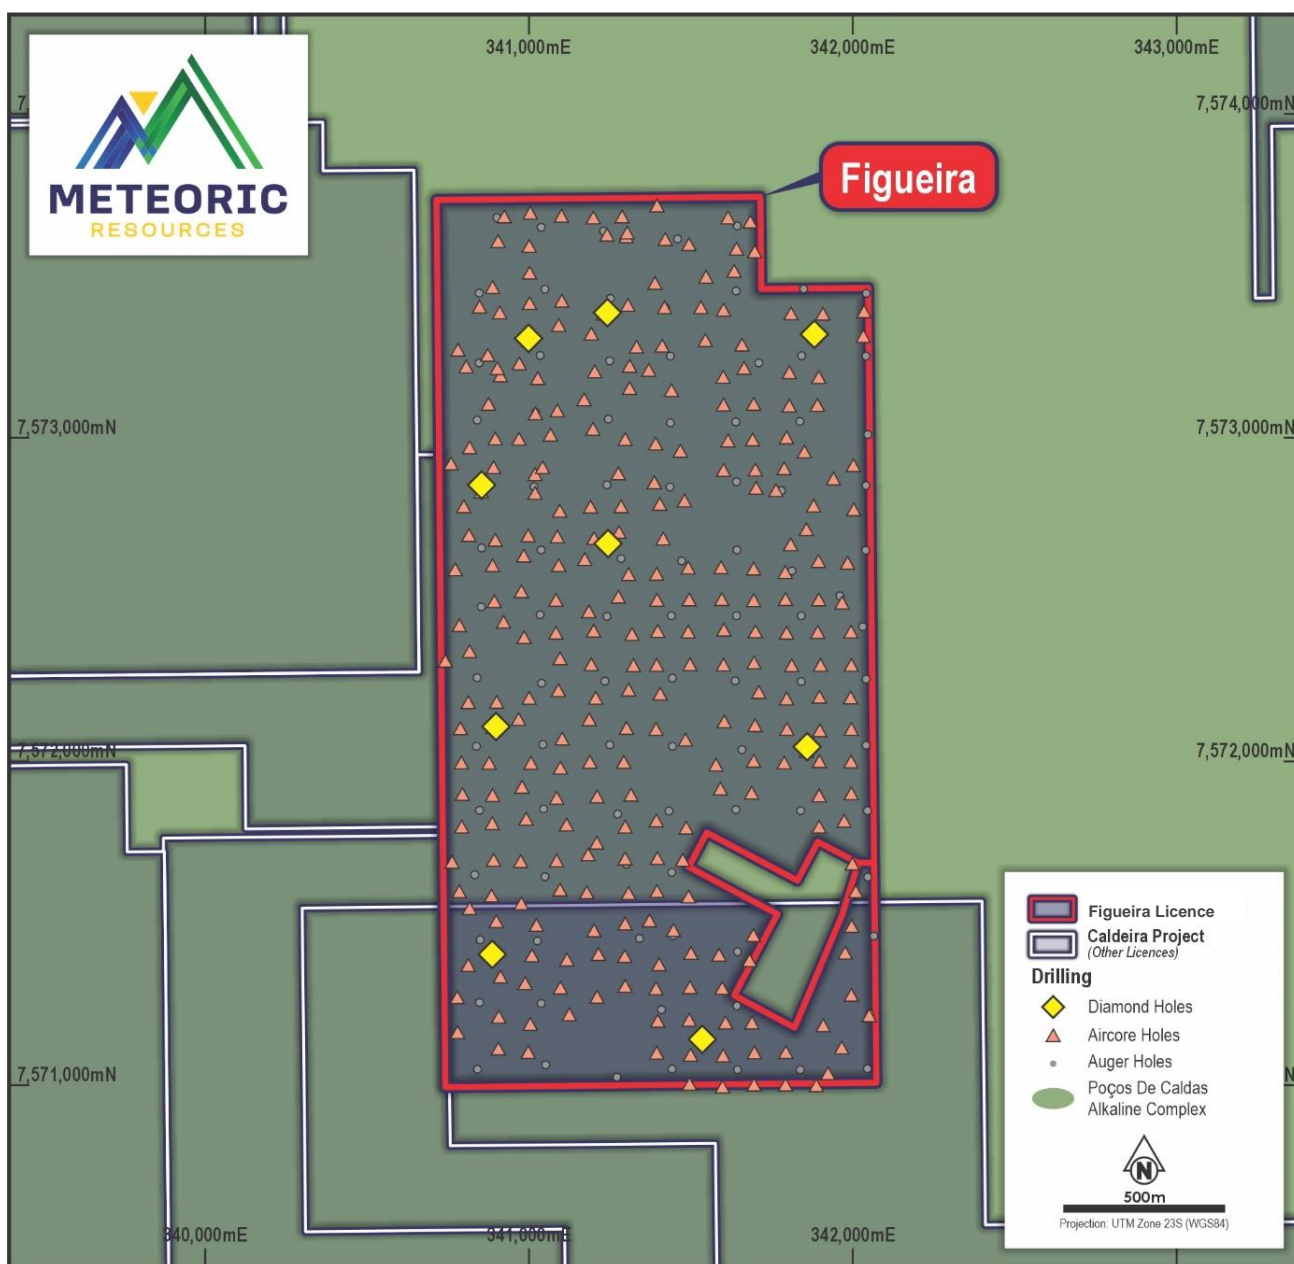 341,000mE
342,000mE
343,000mE
METEORIC
RESOURCES
7,574,000mN
Figueira
7,573,000mN
7,573,000mN
7,572,000mN
7,572,000mN
Figueira Licence
Caldeira Project
(Other Licences)
Drilling
Diamond Holes
Aircore Holes
Auger Holes
Poços De Caldas
Alkaline Complex
N
500m
Projection: UTM Zone 23S (WGS84)
7,571,000mN
N
340,000mE
341,000mE
342,000mE